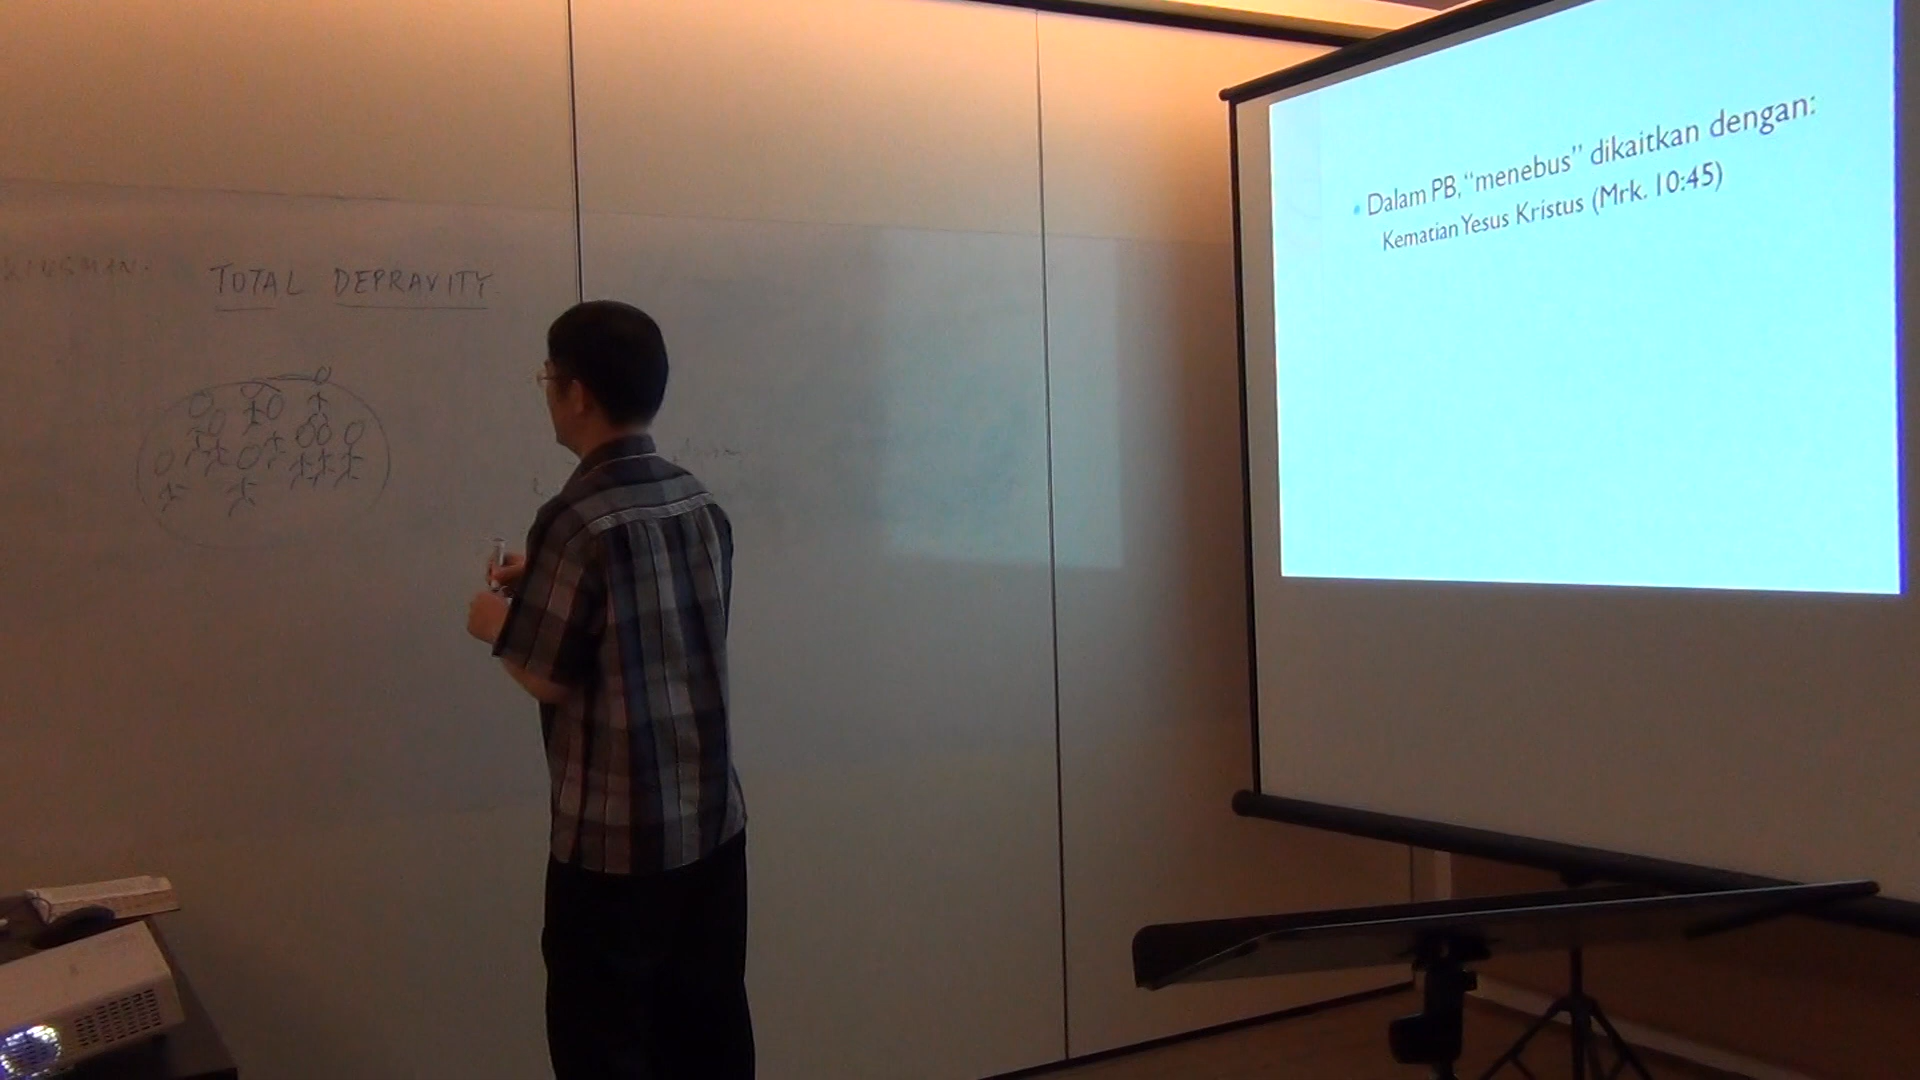 TOTAL DEPRAVITY
• Dalam PB, “menebus” dikaitkan dengan:
Kematian Yesus Kristus (Mrk. 10:45)